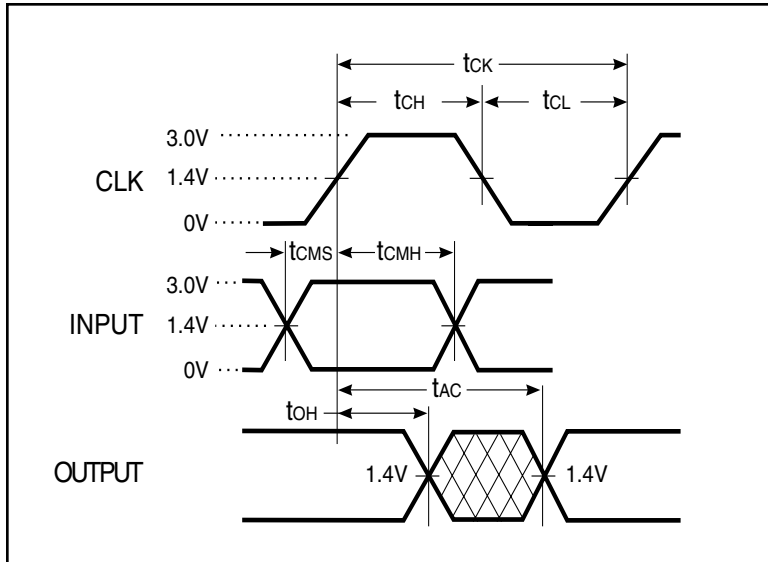 tCK
tCH tCL
3.0V
CLK 1.4V
0V
tCMS tCMH
3.0V
INPUT 1.4V
0V
tAC
tOH
OUTPUT 1.4V 1.4V